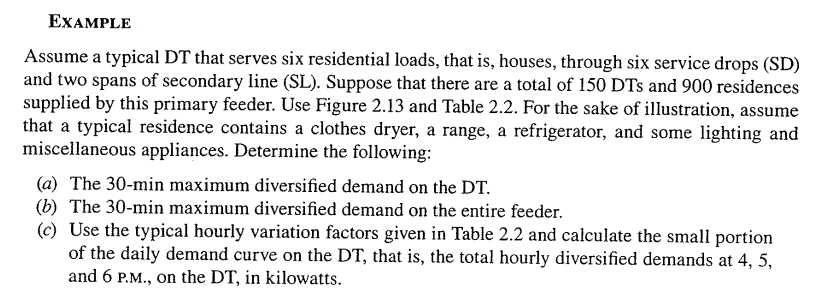 EXAMPLE
Assume a typical DT that serves six residential loads, that is, houses, through six service drops (SD)
and two spans of secondary line (SL). Suppose that there are a total of 150 DTs and 900 residences
supplied by this primary feeder. Use Figure 2.13 and Table 2.2. For the sake of illustration, assume
that a typical residence contains a clothes dryer, a range, a refrigerator, and some lighting and
miscellaneous appliances. Determine the following:
(a) The 30-min maximum diversified demand on the DT.
(b) The 30-min maximum diversified demand on the entire feeder.
(c) Use the typical hourly variation factors given in Table 2.2 and calculate the small portion
of the daily demand curve on the DT, that is, the total hourly diversified demands at 4, 5,
and 6 P.M., on the DT, in kilowatts.